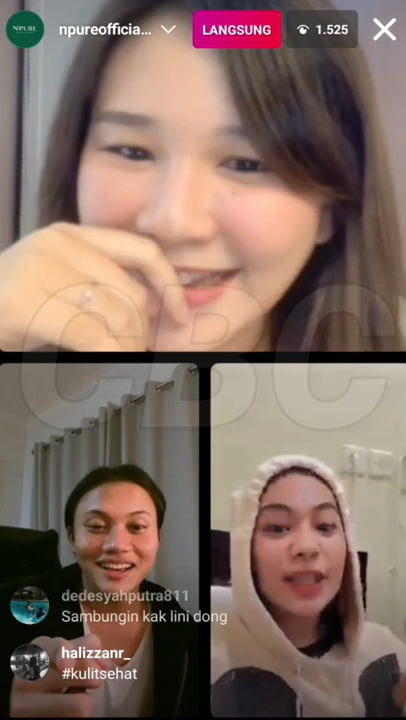 NPURE
npureofficia...
LANGSUNG
1.525
CBC
dedesyahputra811
Sambungin kak lini dong
halizzanr_
#kulitsehat